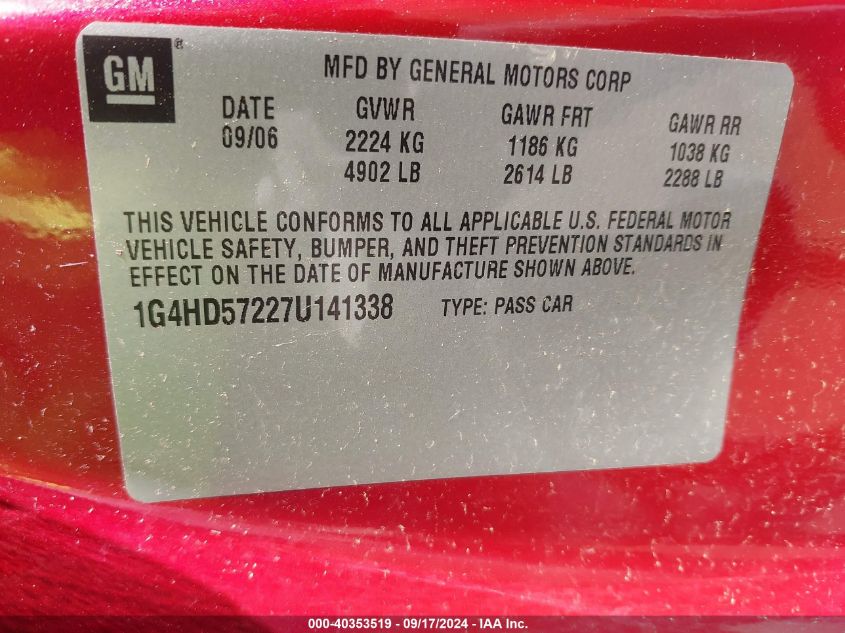 GM®
MFD BY GENERAL MOTORS CORP
DATE GVWR GAWR FRT GAWR RR
09/06 2224 KG 1186 KG 1038 KG
4902 LB 2614 LB 2288 LB
THIS VEHICLE CONFORMS TO ALL APPLICABLE U.S. FEDERAL MOTOR
VEHICLE SAFETY, BUMPER, AND THEFT PREVENTION STANDARDS IN
EFFECT ON THE DATE OF MANUFACTURE SHOWN ABOVE.
1G4HD57227U141338 TYPE: PASS CAR
000-40353519 - 09/17/2024 - IAA Inc.